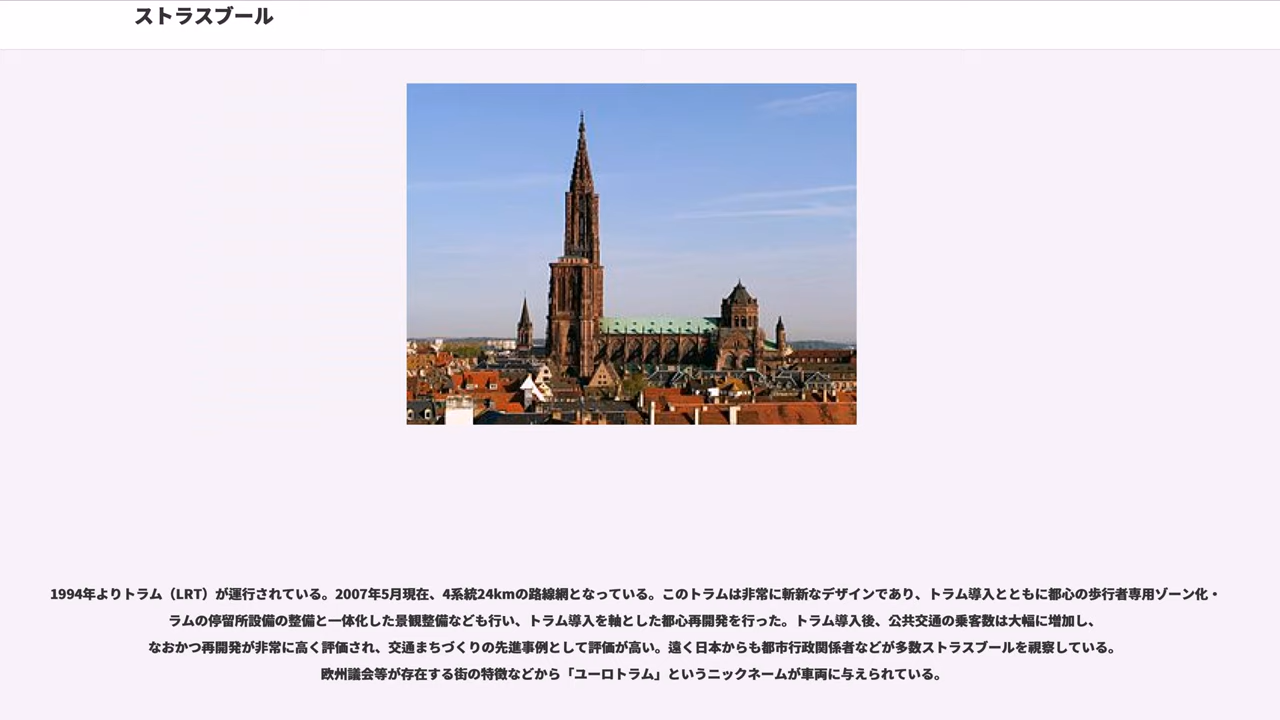 ストラスブール
1994年よりトラム（LRT）が運行されている。2007年5月現在、4系統24kmの路線網となっている。このトラムは非常に斬新なデザインであり、トラム導入とともに都心の歩行者専用ゾーン化・
ラムの停留所設備の整備と一体化した景観整備なども行い、トラム導入を軸とした都心再開発を行った。トラム導入後、公共交通の乗客数は大幅に増加し、
なおかつ再開発が非常に高く評価され、交通まちづくりの先進事例として評価が高い。遠く日本からも都市行政関係者などが多数ストラスブールを視察している。
欧州議会等が存在する街の特徴などから「ユーロトラム」というニックネームが車両に与えられている。